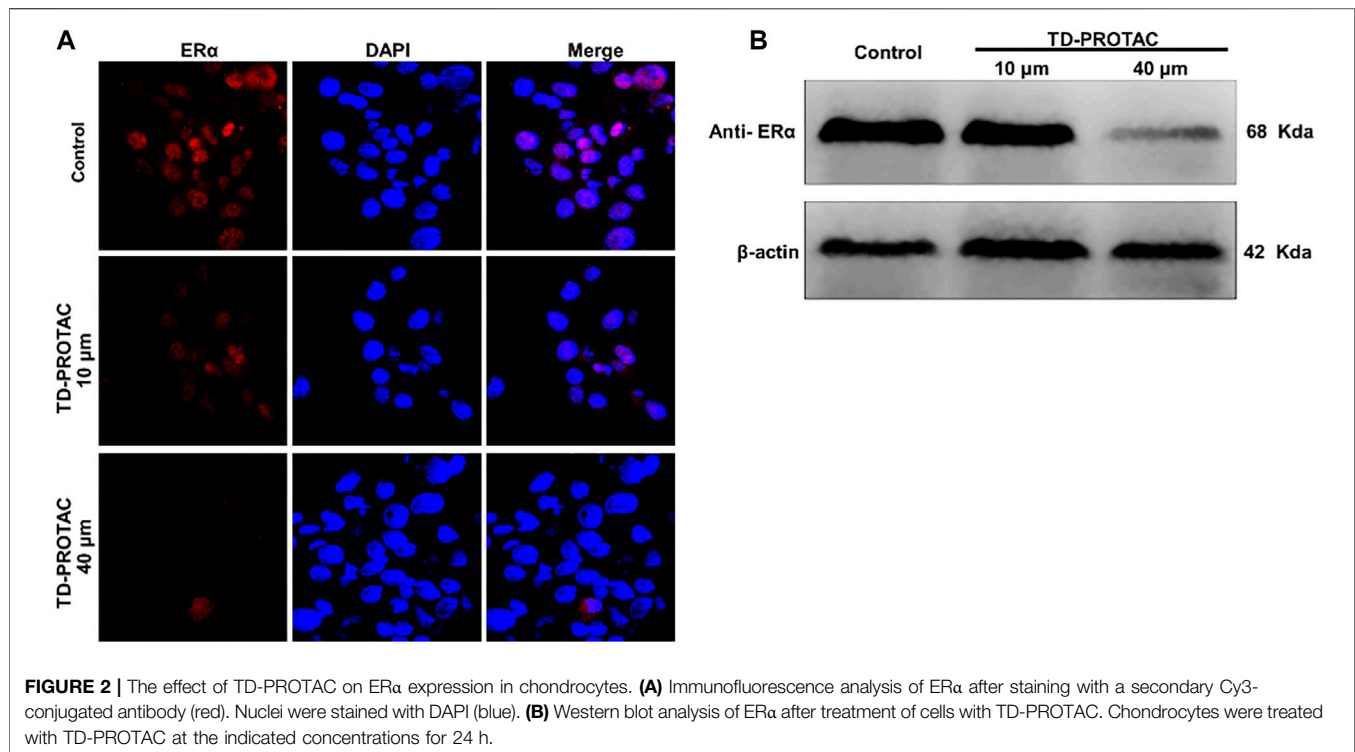 A
ERα DAPI Merge
Control
TD-PROTAC
10 µm
TD-PROTAC
40 µm
B
TD-PROTAC
Control
10 µm 40 µm
Anti- ERα
68 Kda
β-actin
42 Kda
FIGURE 2 | The effect of TD-PROTAC on ERα expression in chondrocytes. (A) Immunofluorescence analysis of ERα after staining with a secondary Cy3-
conjugated antibody (red). Nuclei were stained with DAPI (blue). (B) Western blot analysis of ERα after treatment of cells with TD-PROTAC. Chondrocytes were treated
with TD-PROTAC at the indicated concentrations for 24 h.